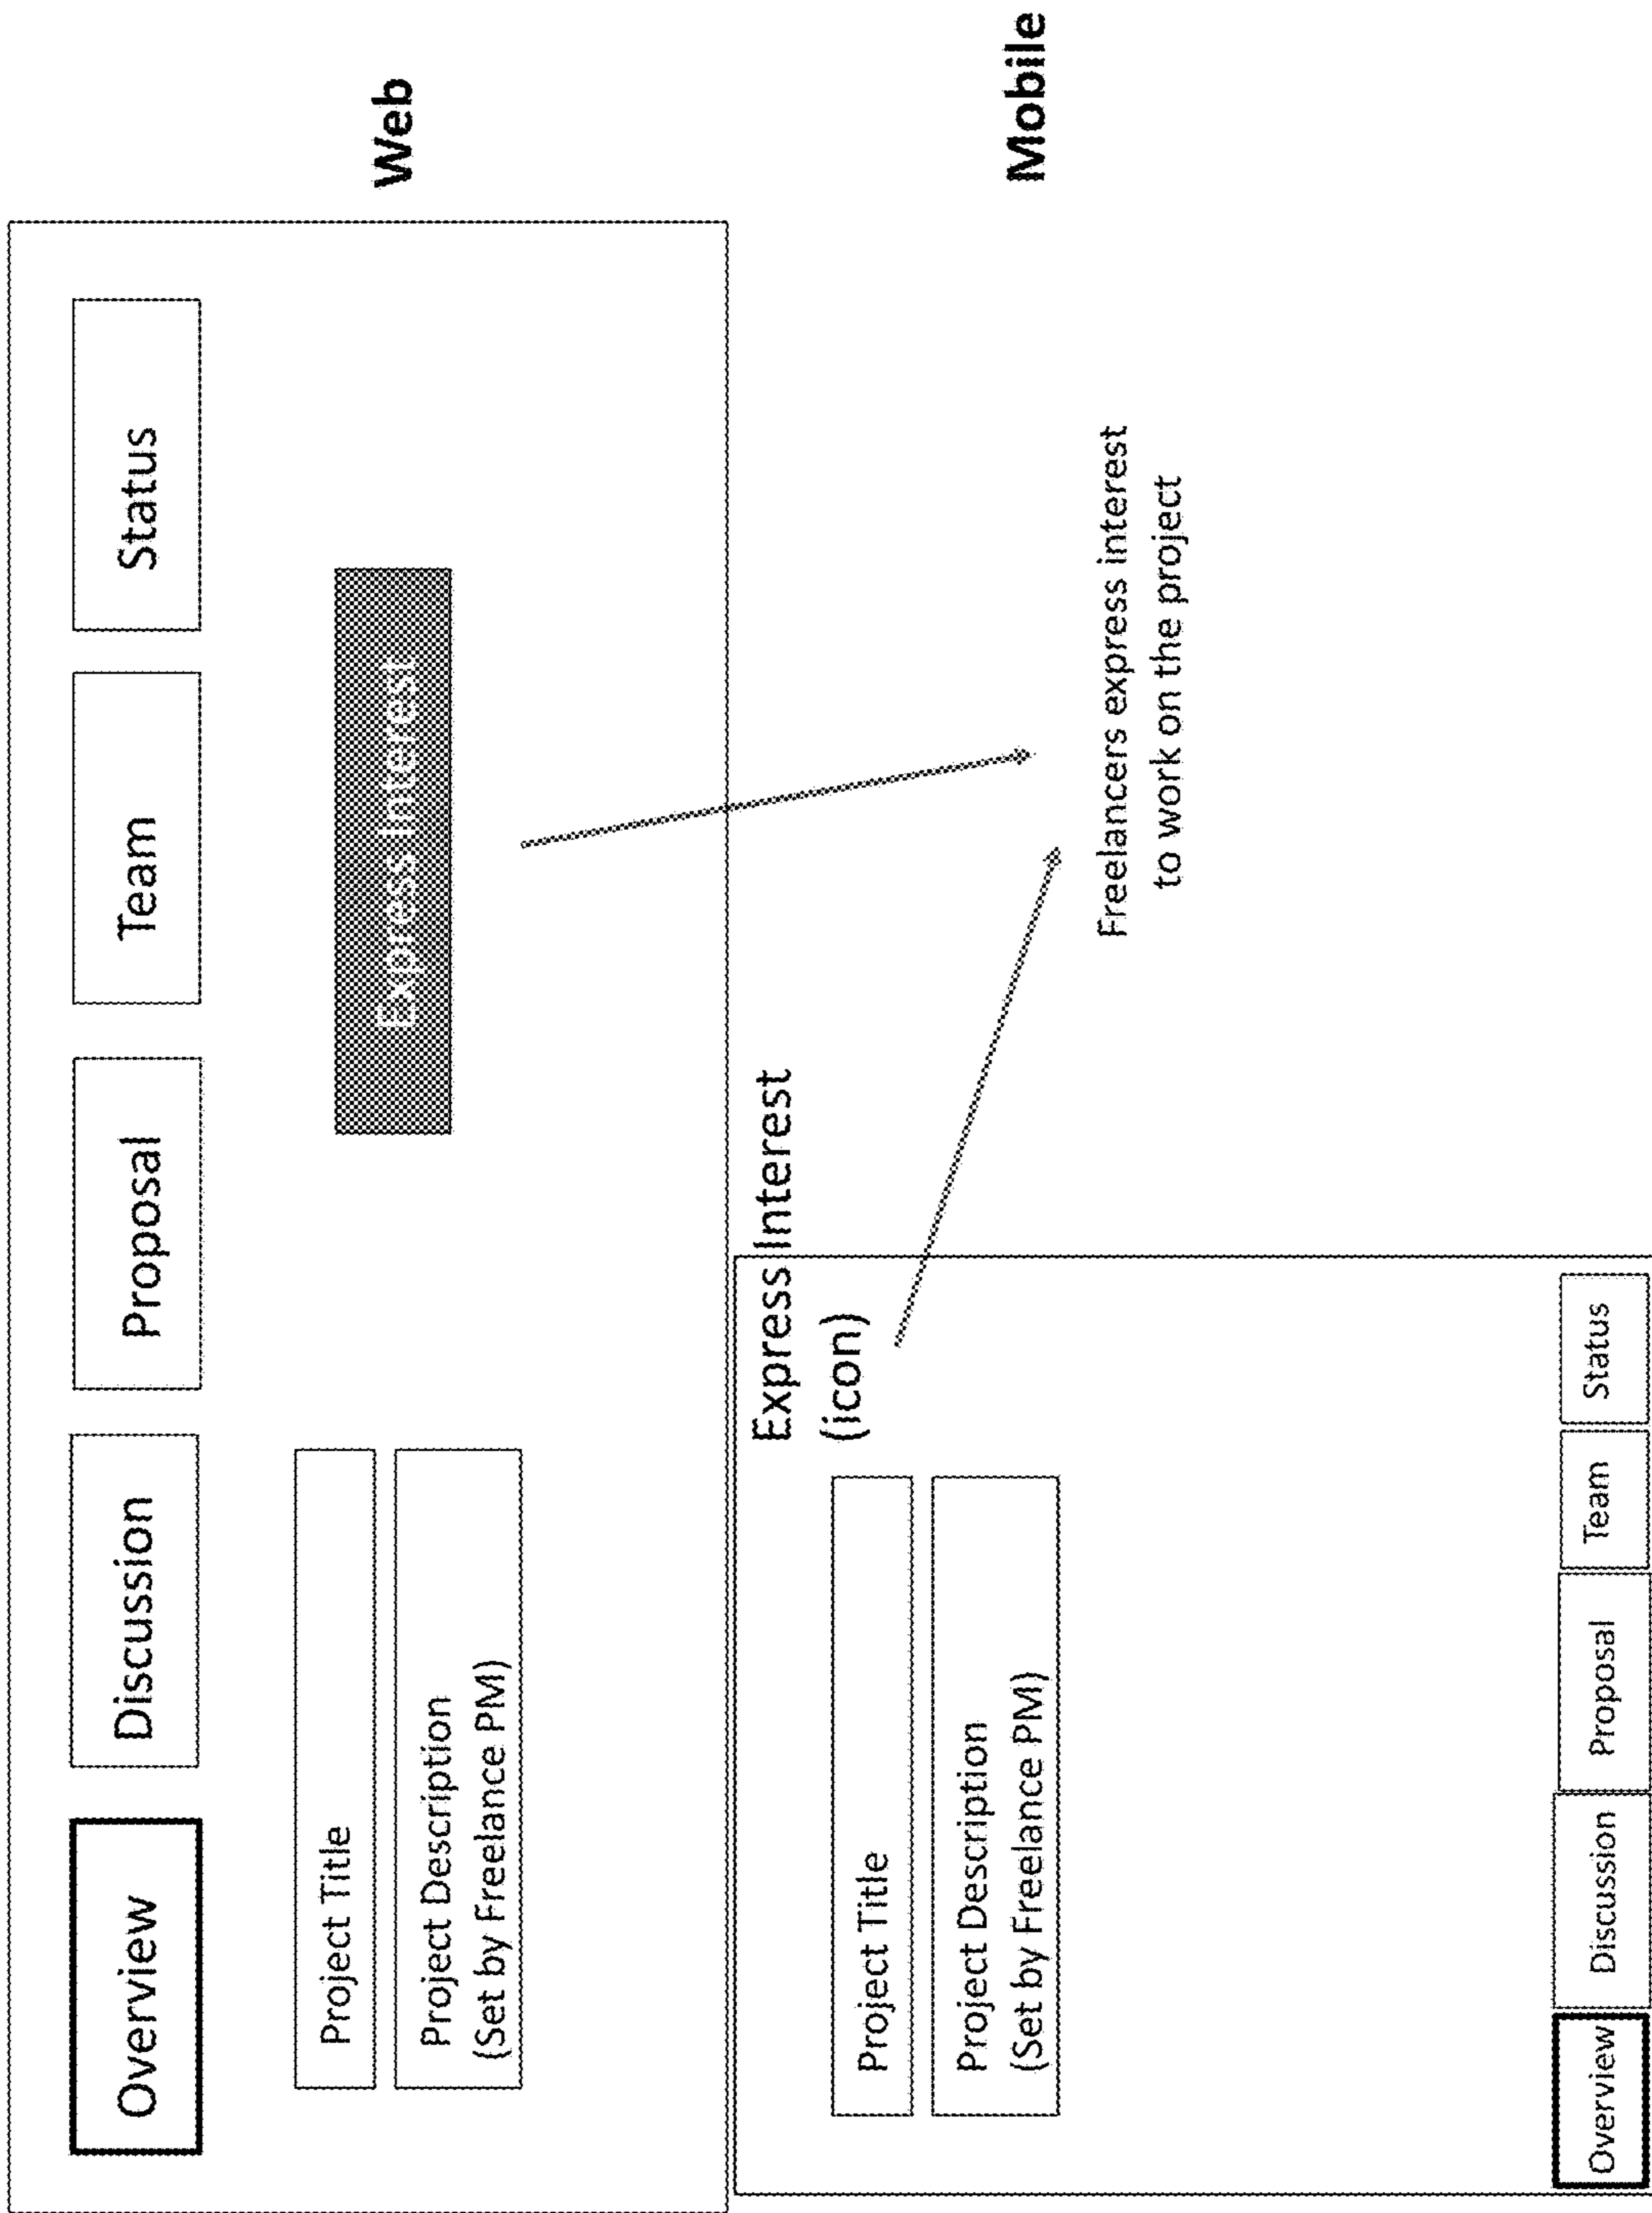 Overview
Discussion
Proposal
Team
Status
Web
Project Title
Express Interest
Project Description
(Set by Freelance PM)
Express Interest
(icon)
Mobile
Project Title
Project Description
(Set by Freelance PM)
Freelancers express interest
to work on the project
Overview
Discussion
Proposal
Team
Status